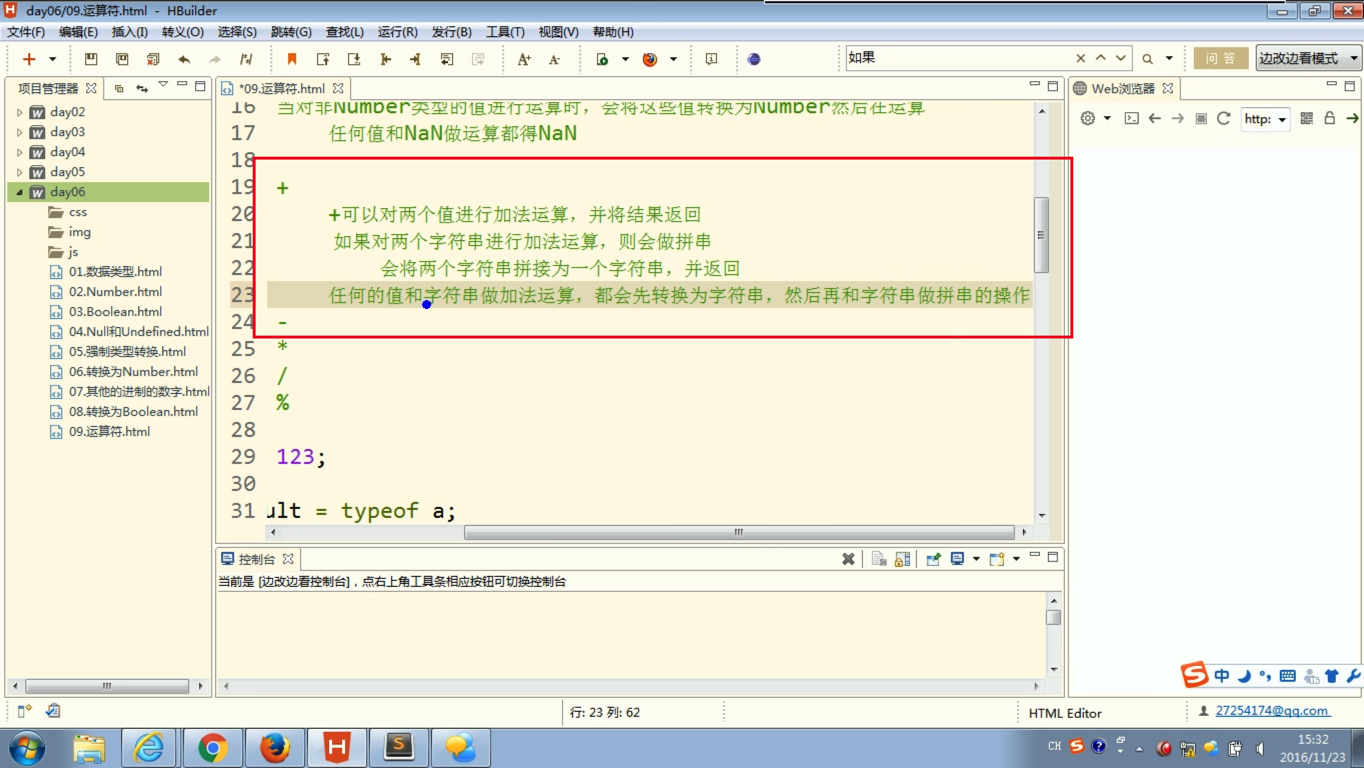 day06/09.运算符.html - HBuilder
文件(F) 编辑(E) 插入(I) 转义(O) 选择(S) 跳转(G) 查找(L) 运行(R) 发行(B) 工具(T) 视图(V) 帮助(H)
如果
问 答
边改边看模式
项目管理器
day02
day03
day04
day05
day06
css
img
js
01.数据类型.html
02.Number.html
03.Boolean.html
04.Null和Undefined.html
05.强制类型转换.html
06.转换为Number.html
07.其他的进制的数字.html
08.转换为Boolean.html
09.运算符.html
*09.运算符.html
16 当对非Number类型的值进行运算时，会将这些值转换为Number然后在运算
17 任何值和NaN做运算都得NaN
18
19 +
20 +可以对两个值进行加法运算，并将结果返回
21 如果对两个字符串进行加法运算，则会做拼串
22 会将两个字符串拼接为一个字符串，并返回
23 任何的值和字符串做加法运算，都会先转换为字符串，然后再和字符串做拼串的操作
24 -
25 *
26 /
27 %
28
29 123;
30
31 ult = typeof a;
Web浏览器
http:
控制台
当前是 [边改边看控制台]，点右上角工具条相应按钮可切换控制台
中
行: 23 列: 62
HTML Editor
27254174@qq.com
CH
15:32
2016/11/23